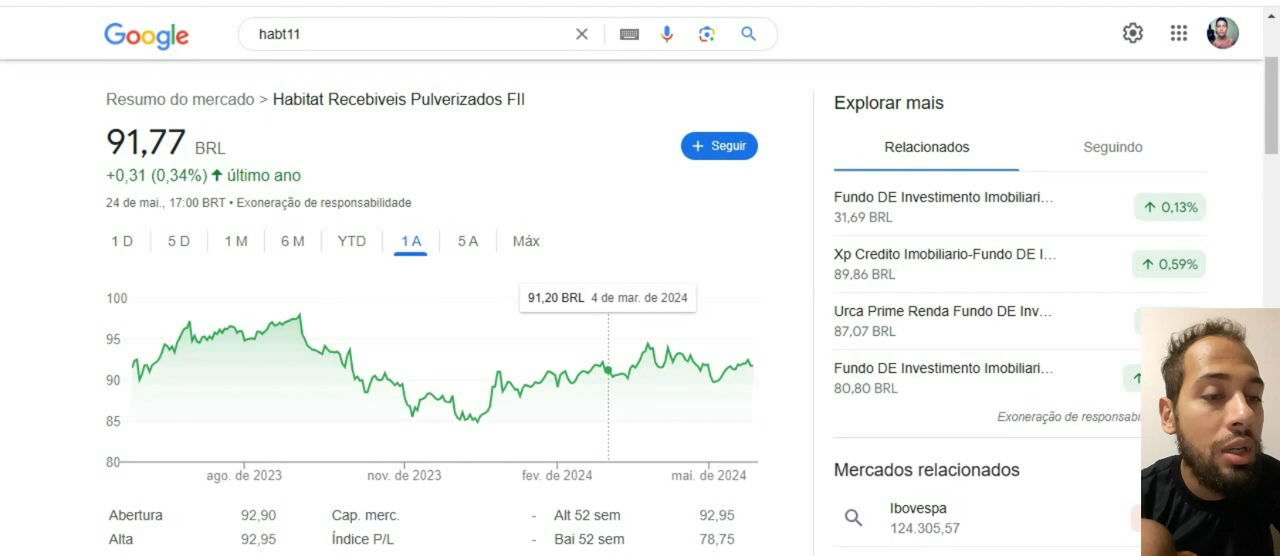 Google
habt11
Resumo do mercado > Habitat Recebiveis Pulverizados FII
91,77 BRL
+ Seguir
+0,31 (0,34%) ↑ último ano
24 de mai., 17:00 BRT • Exoneração de responsabilidade
1 D
5 D
1 M
6 M
YTD
1 A
5 A
Máx
91,20 BRL 4 de mar. de 2024
100
95
90
85
80
ago. de 2023
nov. de 2023
fev. de 2024
mai. de 2024
Abertura 92,90
Cap. merc. -
Alt 52 sem 92,95
Alta 92,95
Índice P/L -
Bai 52 sem 78,75
Explorar mais
Relacionados
Seguindo
Fundo DE Investimento Imobiliari...
31,69 BRL
↑ 0,13%
Xp Credito Imobiliario-Fundo DE I...
89,86 BRL
↑ 0,59%
Urca Prime Renda Fundo DE Inv...
87,07 BRL
Fundo DE Investimento Imobiliari...
80,80 BRL
↑
Exoneração de responsabi
Mercados relacionados
Ibovespa
124.305,57